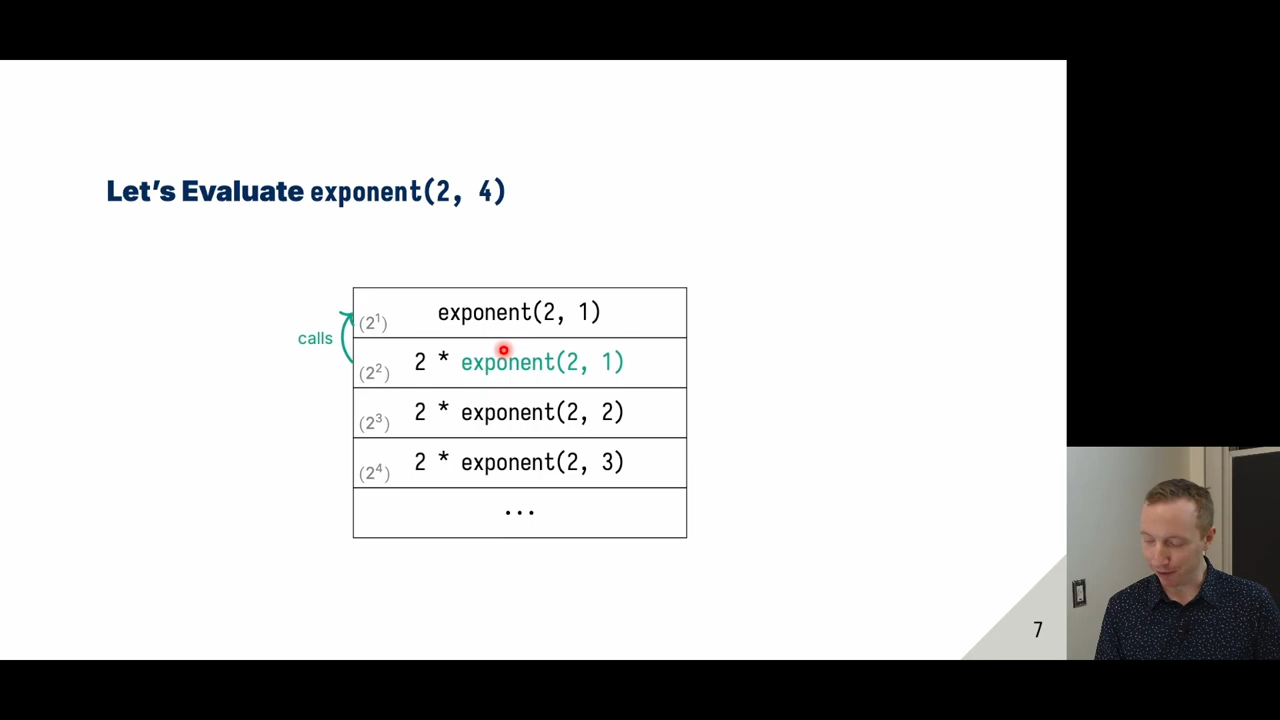 Let's Evaluate exponent(2, 4)
(2¹) exponent(2, 1)
calls
(2²) 2 * exponent(2, 1)
(2³) 2 * exponent(2, 2)
(2⁴) 2 * exponent(2, 3)
...
7